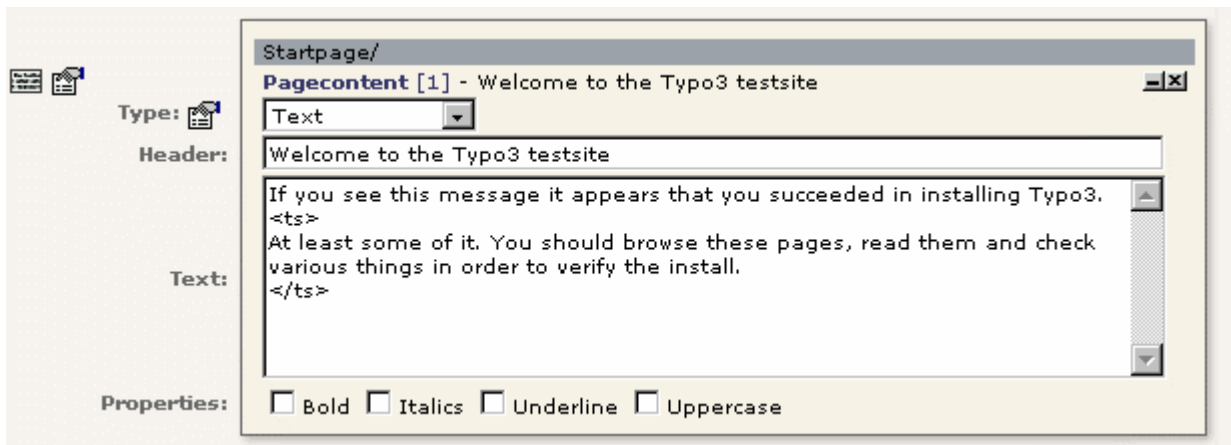 Startpage/
Pagecontent [1] - Welcome to the Typo3 testsite
Type: Text
Header: Welcome to the Typo3 testsite
Text:
If you see this message it appears that you succeeded in installing Typo3.
<ts>
At least some of it. You should browse these pages, read them and check
various things in order to verify the install.
</ts>
Properties: Bold Italics Underline Uppercase